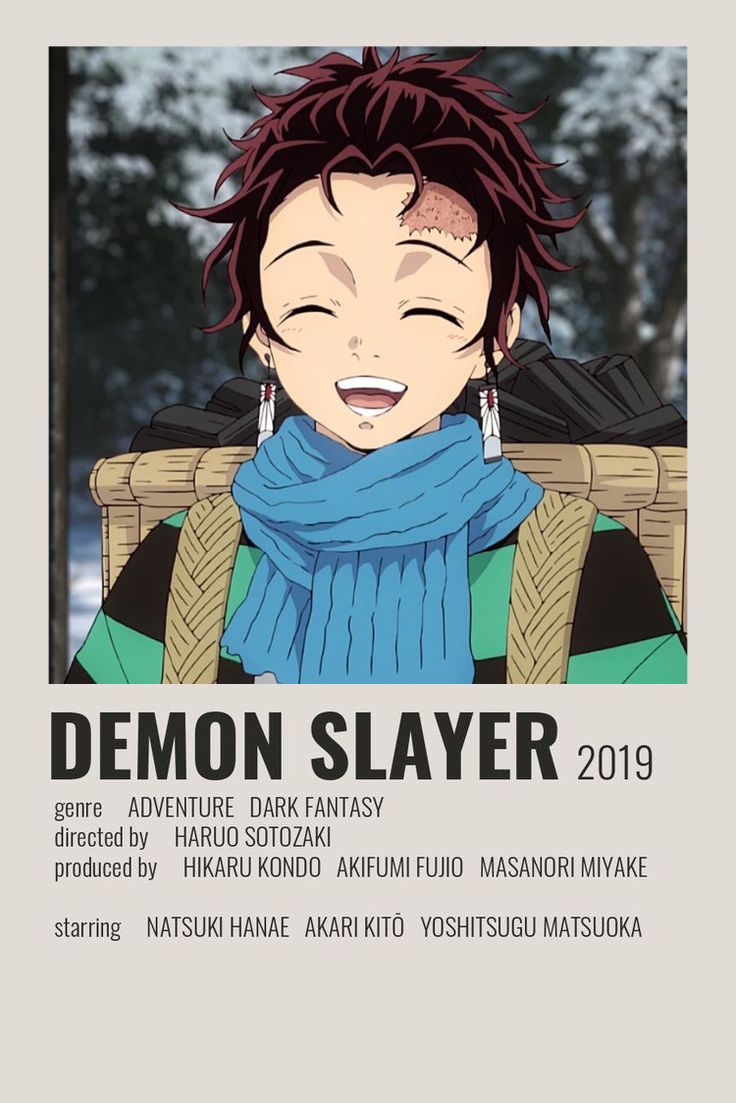 DEMON SLAYER 2019
genre ADVENTURE DARK FANTASY
directed by HARUO SOTOZAKI
produced by HIKARU KONDO AKIFUMI FUJIO MASANORI MIYAKE
starring NATSUKI HANAE AKARI KITŌ YOSHITSUGU MATSUOKA